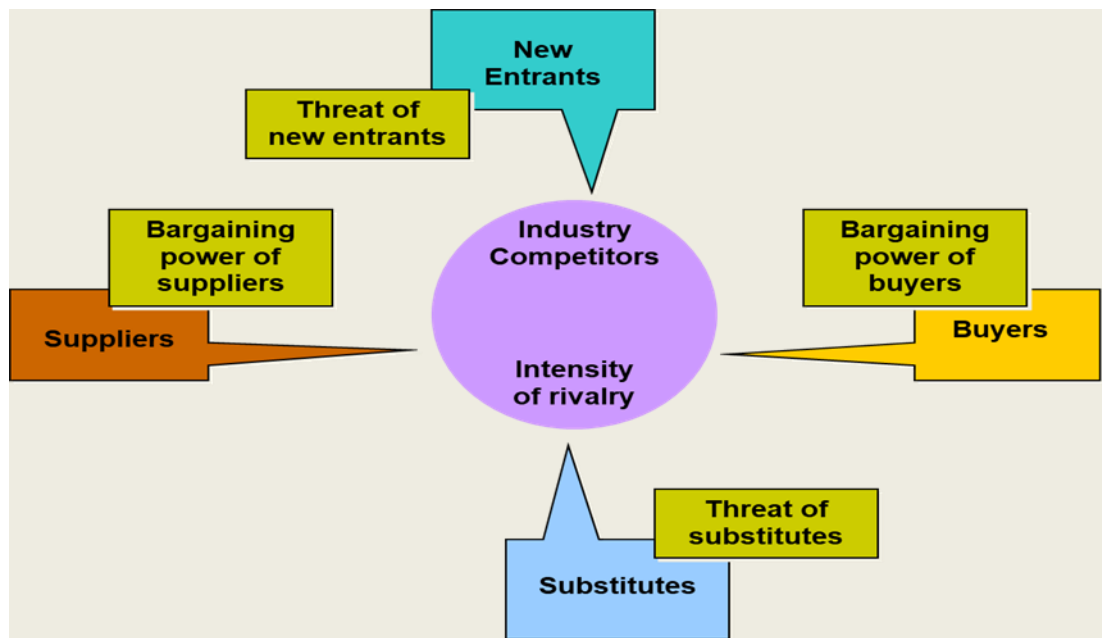 New
Entrants
Threat of
new entrants
Industry
Competitors
Bargaining
power of
suppliers
Bargaining
power of
buyers
Suppliers
Buyers
Intensity
of rivalry
Threat of
substitutes
Substitutes